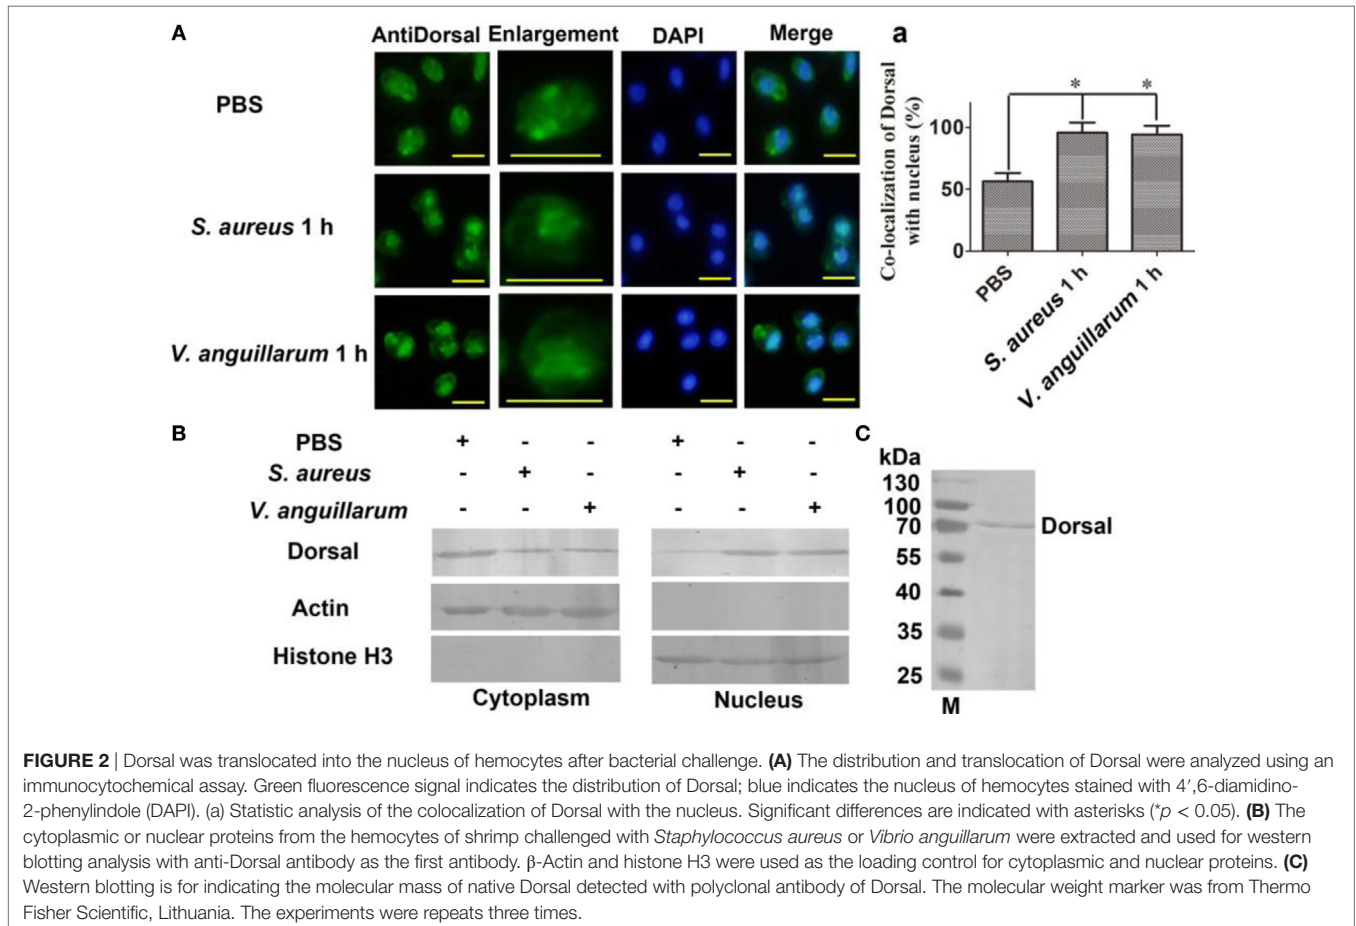 A
AntiDorsal Enlargement DAPI Merge
PBS
S. aureus 1 h
V. anguillarum 1 h
a
Co-localization of Dorsal
with nucleus (%)
100
50
0
* *
PBS
S. aureus 1 h
V. anguillarum 1 h
B
PBS + - - + - -
S. aureus - + - - + -
V. anguillarum - - + - - +
Dorsal
Actin
Histone H3
Cytoplasm Nucleus
C
kDa
130
100
70
55
40
35
25
M
Dorsal
FIGURE 2 | Dorsal was translocated into the nucleus of hemocytes after bacterial challenge. (A) The distribution and translocation of Dorsal were analyzed using an
immunocytochemical assay. Green fluorescence signal indicates the distribution of Dorsal; blue indicates the nucleus of hemocytes stained with 4′,6-diamidino-
2-phenylindole (DAPI). (a) Statistic analysis of the colocalization of Dorsal with the nucleus. Significant differences are indicated with asterisks (*p < 0.05). (B) The
cytoplasmic or nuclear proteins from the hemocytes of shrimp challenged with Staphylococcus aureus or Vibrio anguillarum were extracted and used for western
blotting analysis with anti-Dorsal antibody as the first antibody. β-Actin and histone H3 were used as the loading control for cytoplasmic and nuclear proteins. (C)
Western blotting is for indicating the molecular mass of native Dorsal detected with polyclonal antibody of Dorsal. The molecular weight marker was from Thermo
Fisher Scientific, Lithuania. The experiments were repeats three times.